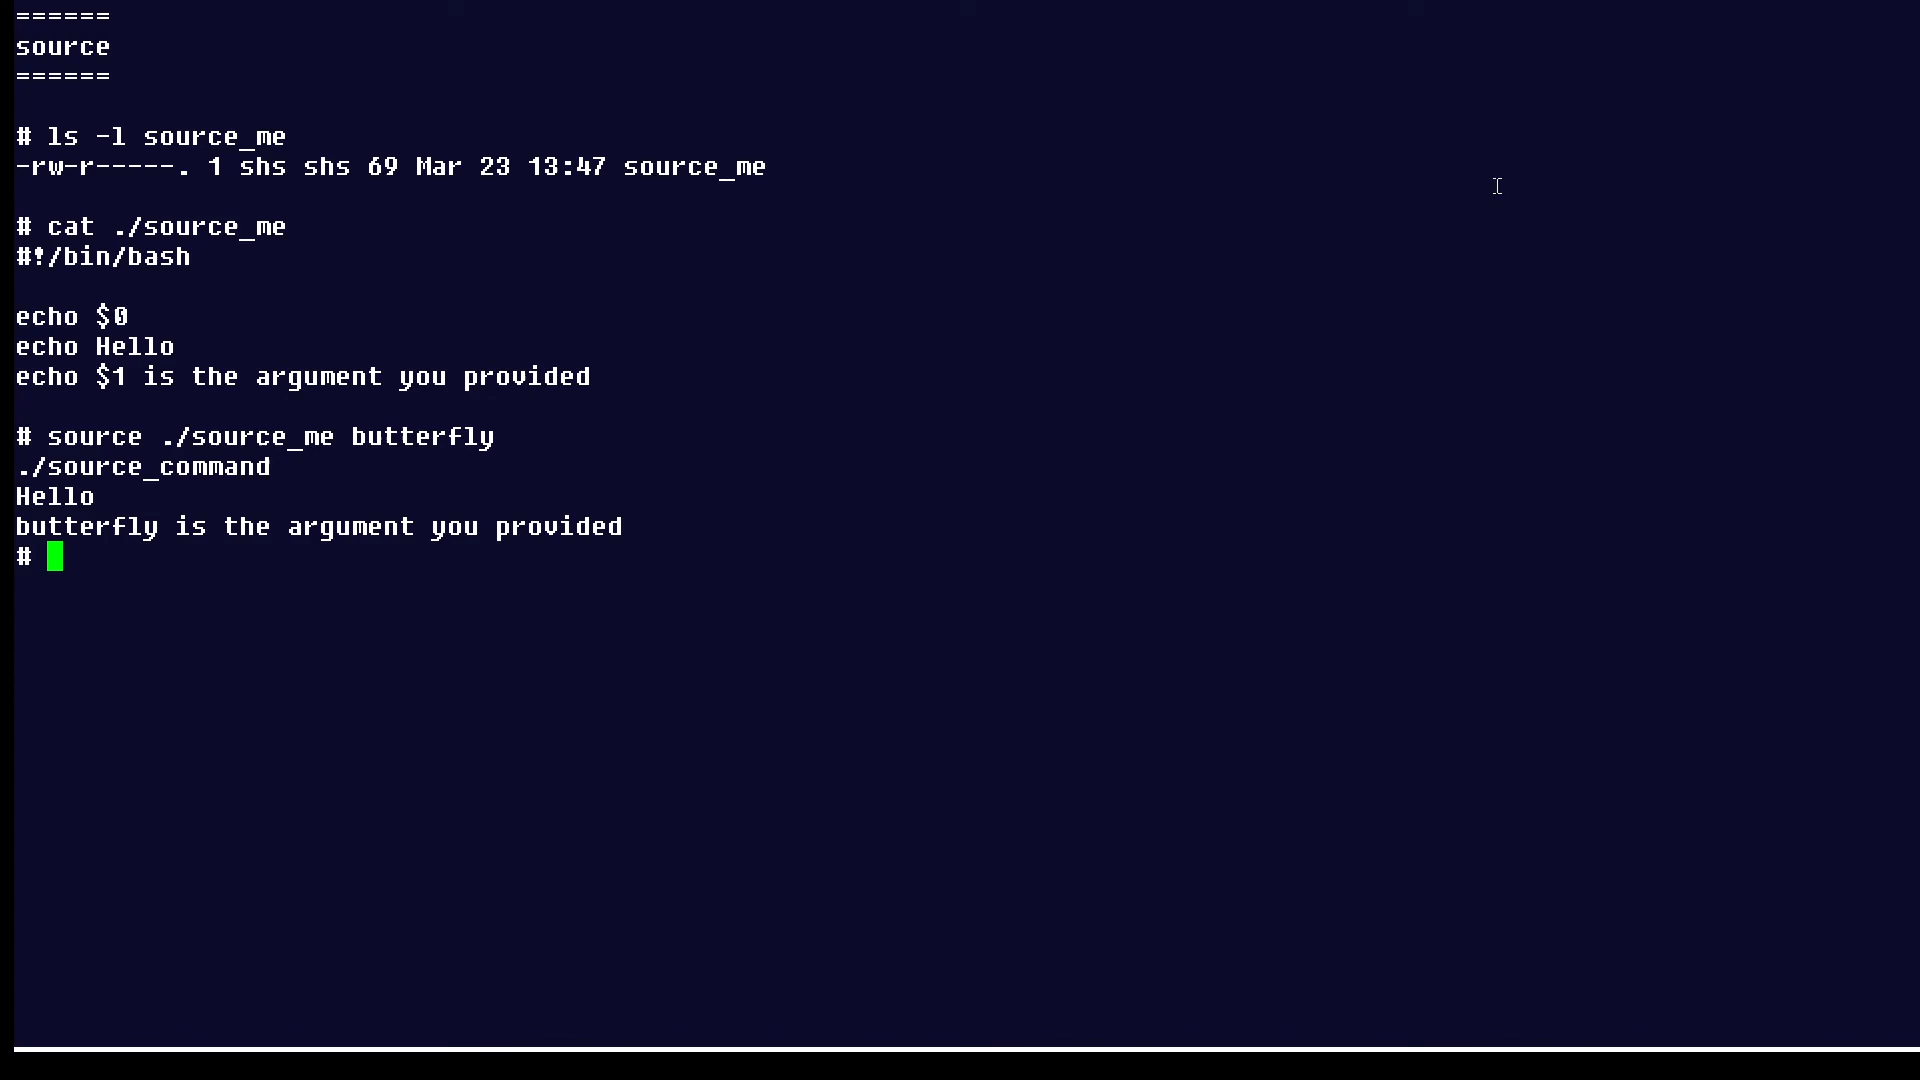 ======
source
======
# ls -l source_me
-rw-r-----. 1 shs shs 69 Mar 23 13:47 source_me
# cat ./source_me
#!/bin/bash
echo $0
echo Hello
echo $1 is the argument you provided
# source ./source_me butterfly
./source_command
Hello
butterfly is the argument you provided
#